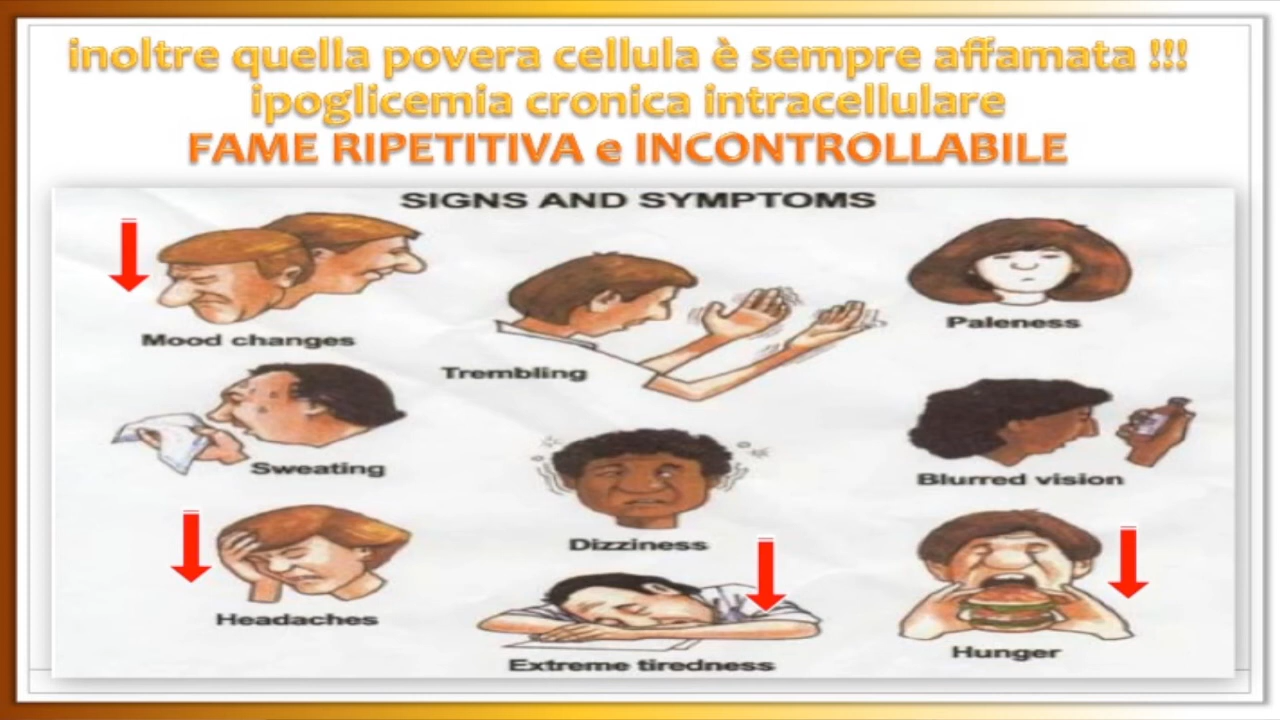 inoltre quella povera cellula è sempre affamata !!!
ipoglicemia cronica intracellulare
FAME RIPETITIVA e INCONTROLLABILE
SIGNS AND SYMPTOMS
Mood changes
Trembling
Paleness
Sweating
Dizziness
Blurred vision
Headaches
Extreme tiredness
Hunger